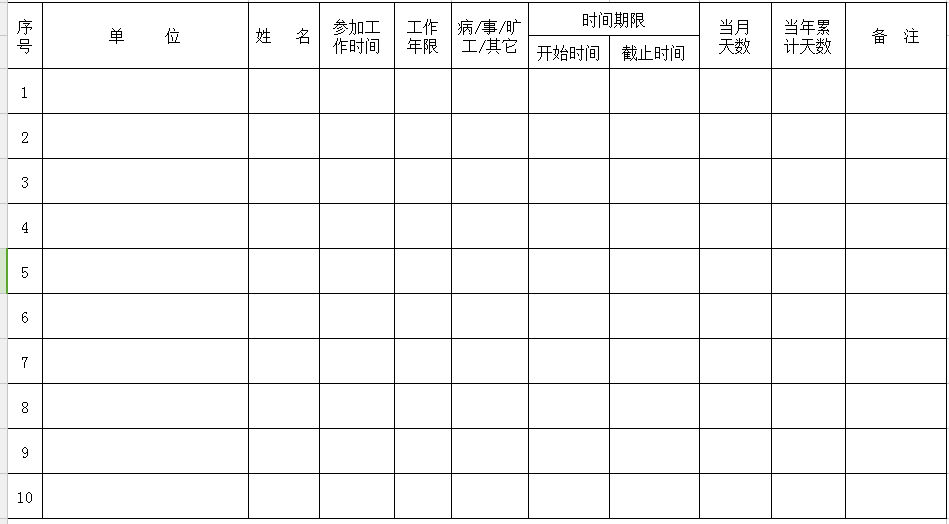 序号
单 位
姓 名
参加工
作时间
工作
年限
病/事/旷
工/其它
时间期限
开始时间
截止时间
当月
天数
当年累
计天数
备 注
1
2
3
4
5
6
7
8
9
10